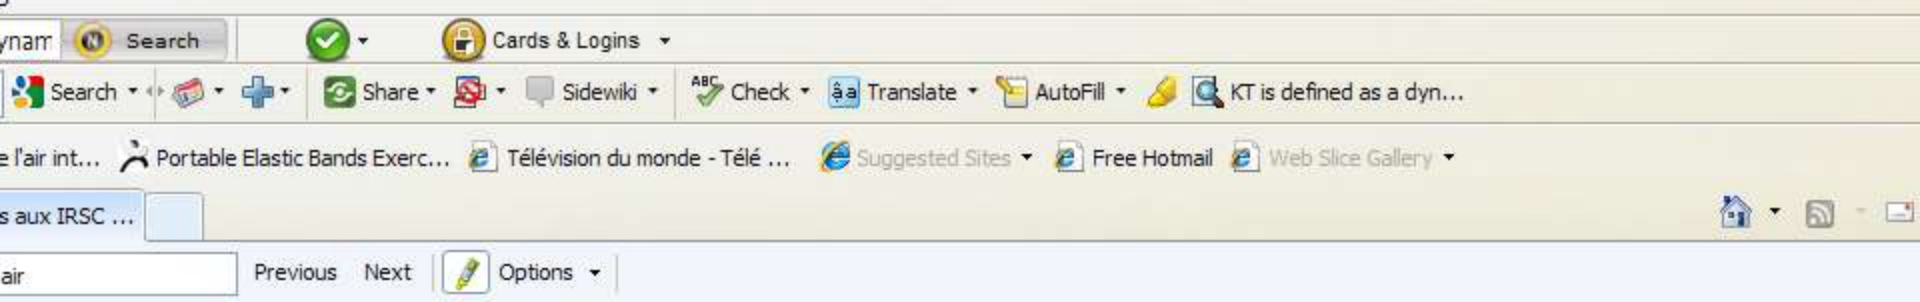 ynam Search Cards & Logins
Search Share Sidewiki ABC Check âa Translate AutoFill KT is defined as a dyn...
e l'air int... Portable Elastic Bands Exerc... Télévision du monde - Télé ... Suggested Sites Free Hotmail Web Slice Gallery
s aux IRSC ...
air Previous Next Options